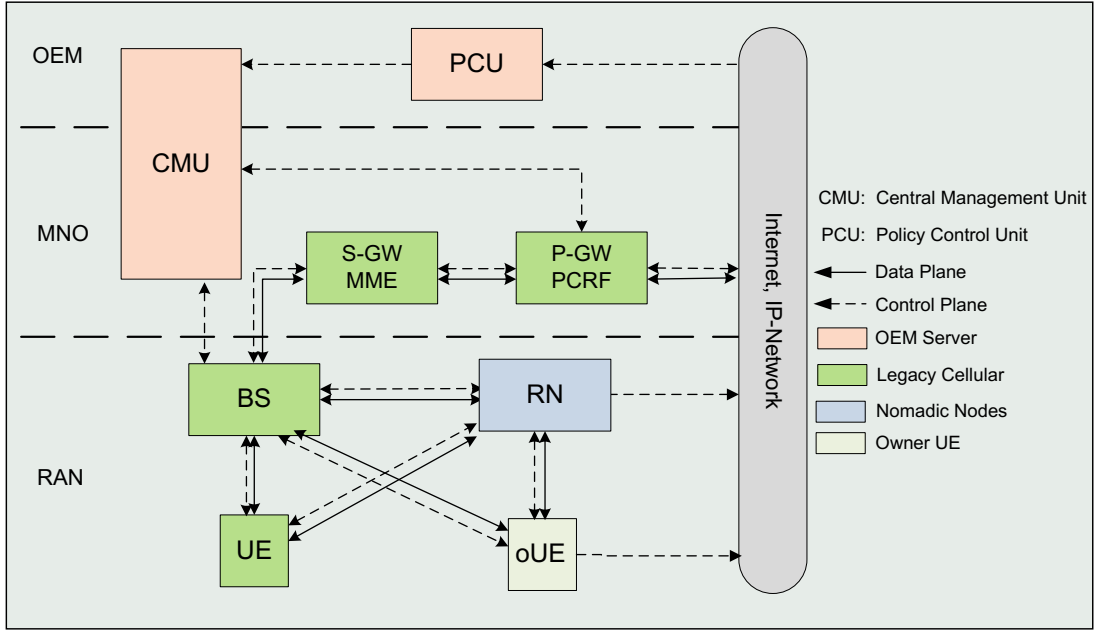 OEM
PCU
CMU
MNO
S-GW
MME
P-GW
PCRF
Internet, IP-Network
BS
RN
RAN
UE
oUE
CMU: Central Management Unit
PCU: Policy Control Unit
Data Plane
Control Plane
OEM Server
Legacy Cellular
Nomadic Nodes
Owner UE